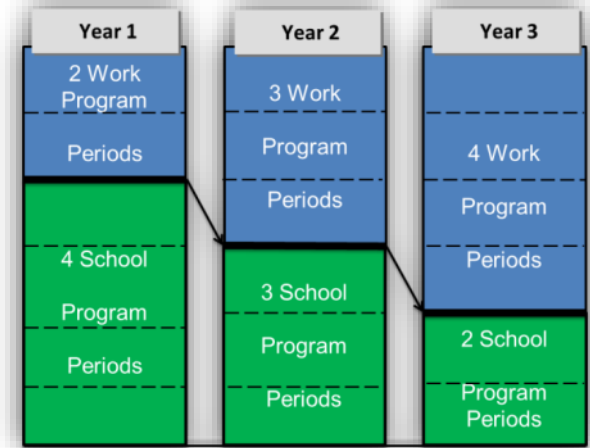 Year 1
2 Work
Program
Periods
4 School
Program
Periods
Year 2
3 Work
Program
Periods
3 School
Program
Periods
Year 3
4 Work
Program
Periods
2 School
Program
Periods